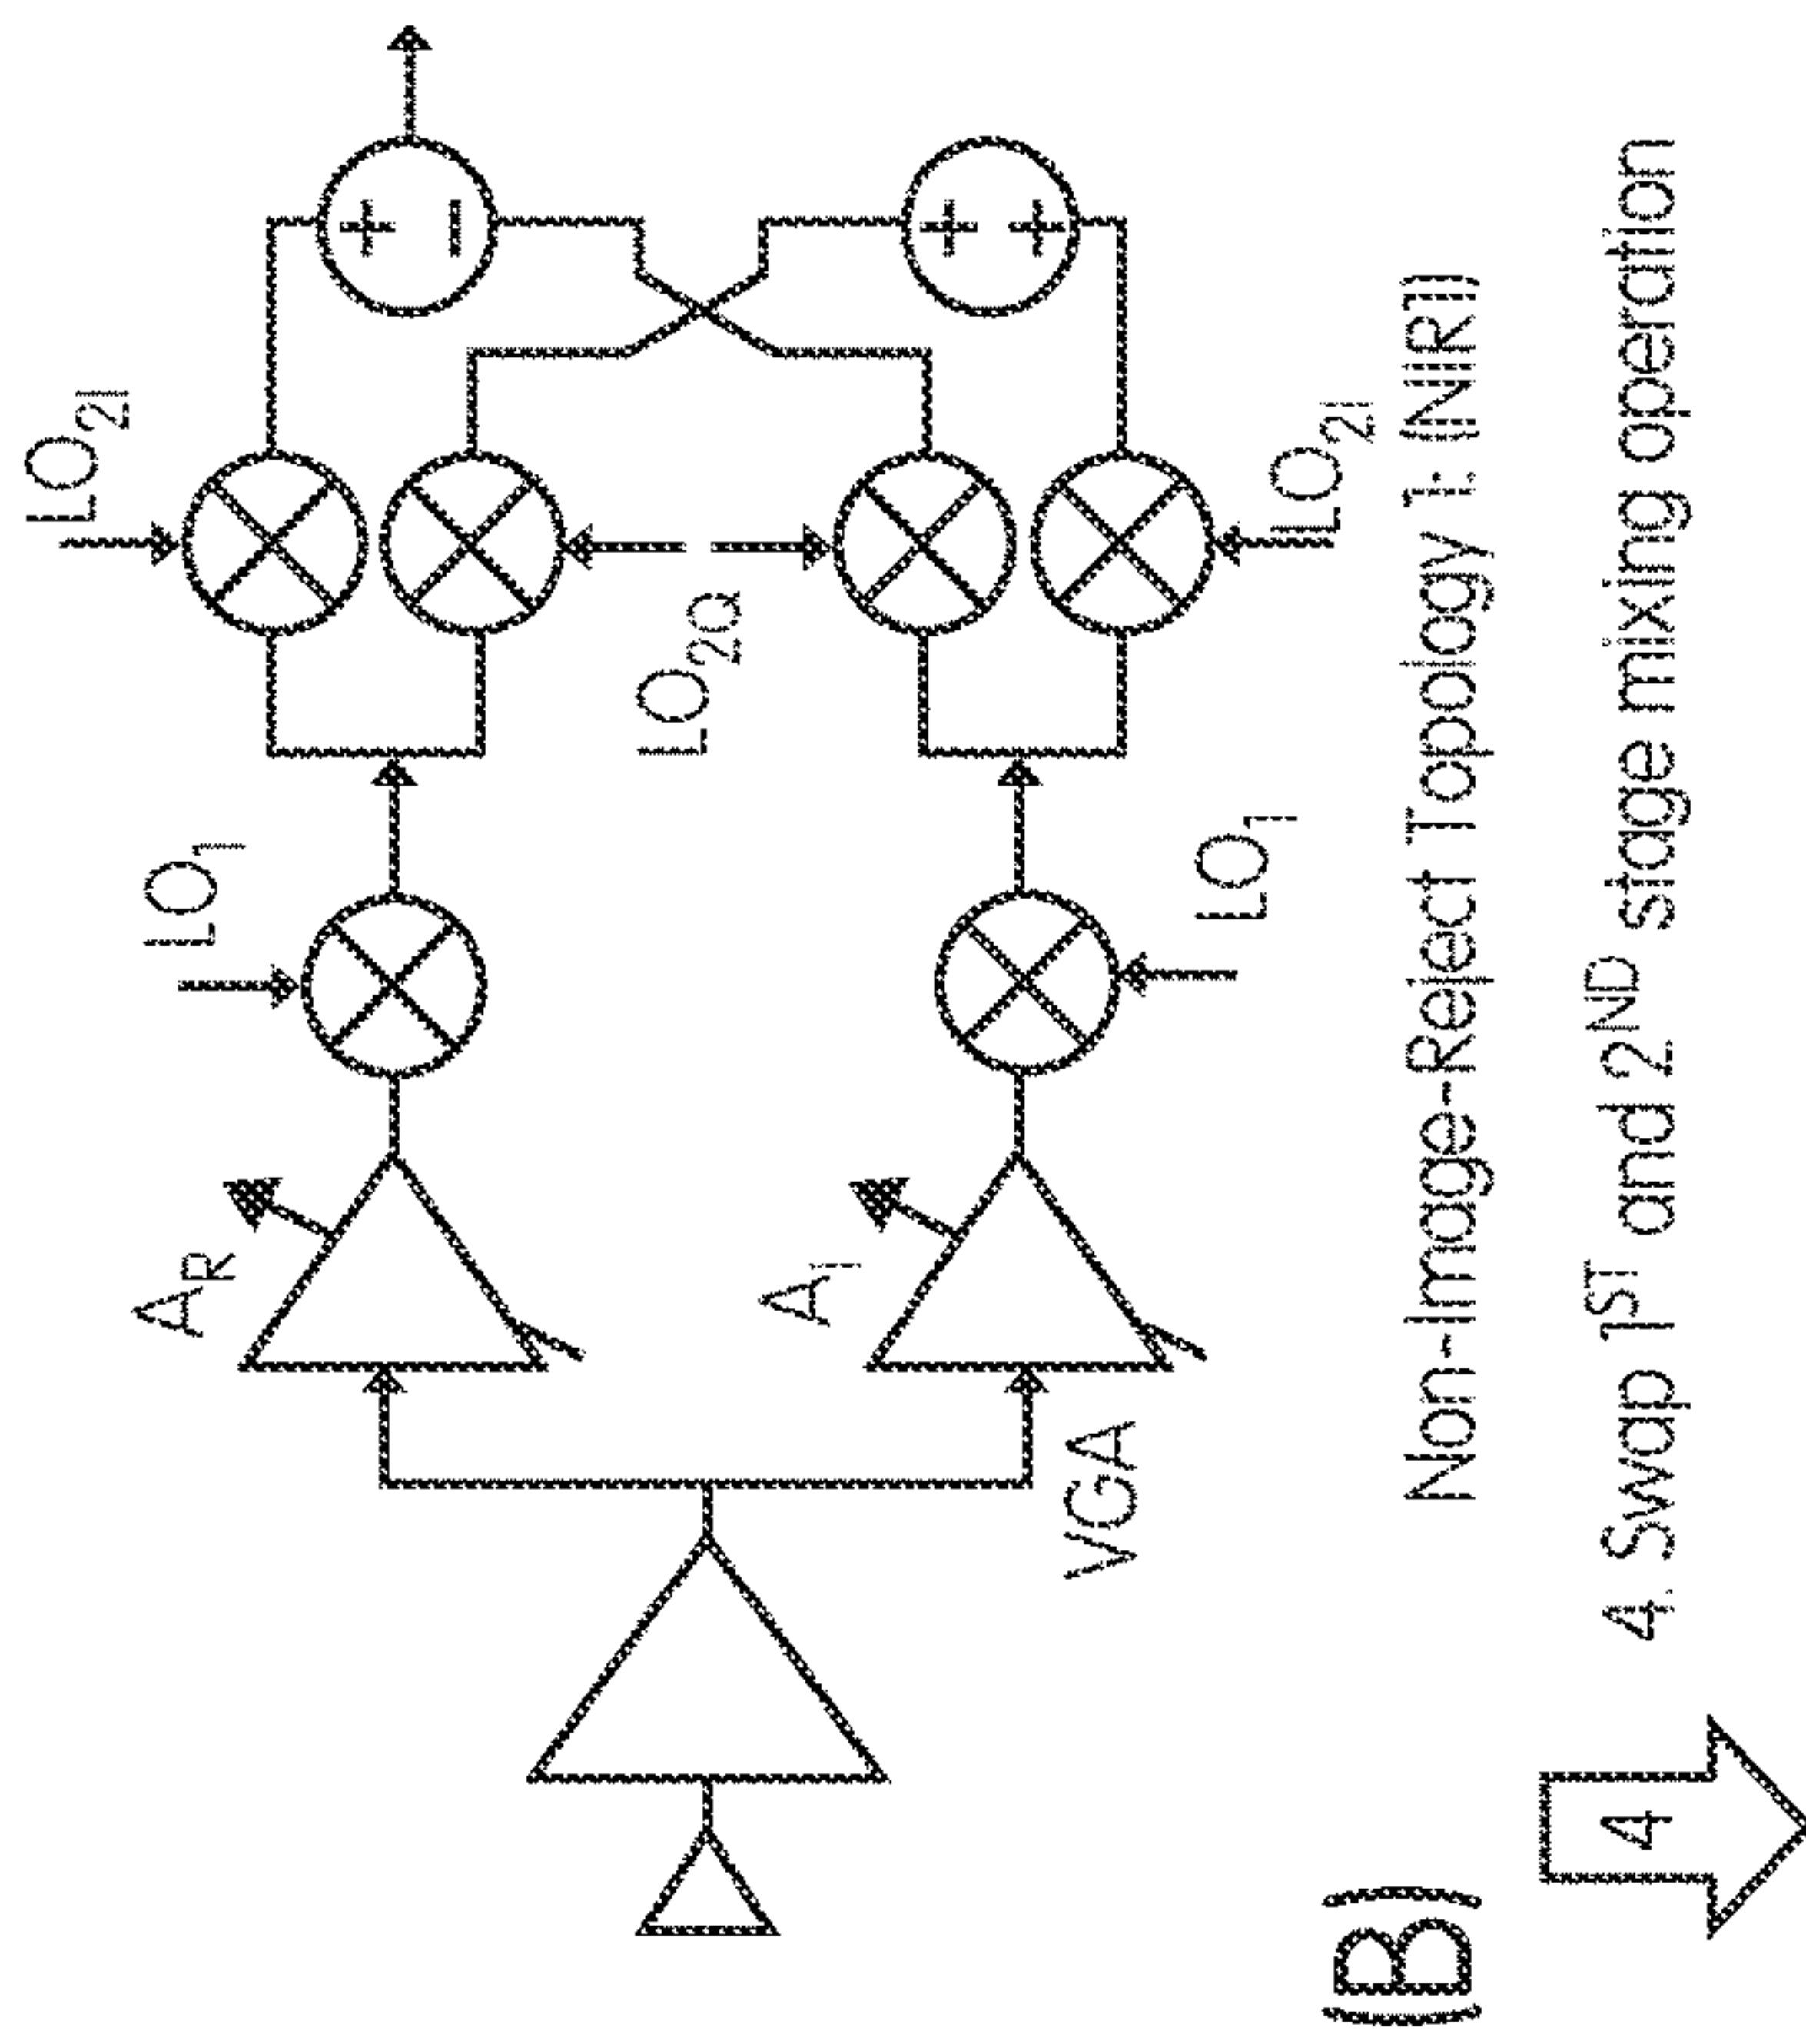 LO2I
LO1
AR
+
−
LO2Q
AI
+
+
VGA
LO1
LO2I
(B)
Non-Image-Reject Topology 1: (NIR1)
4
4. Swap 1ST and 2ND stage mixing operation